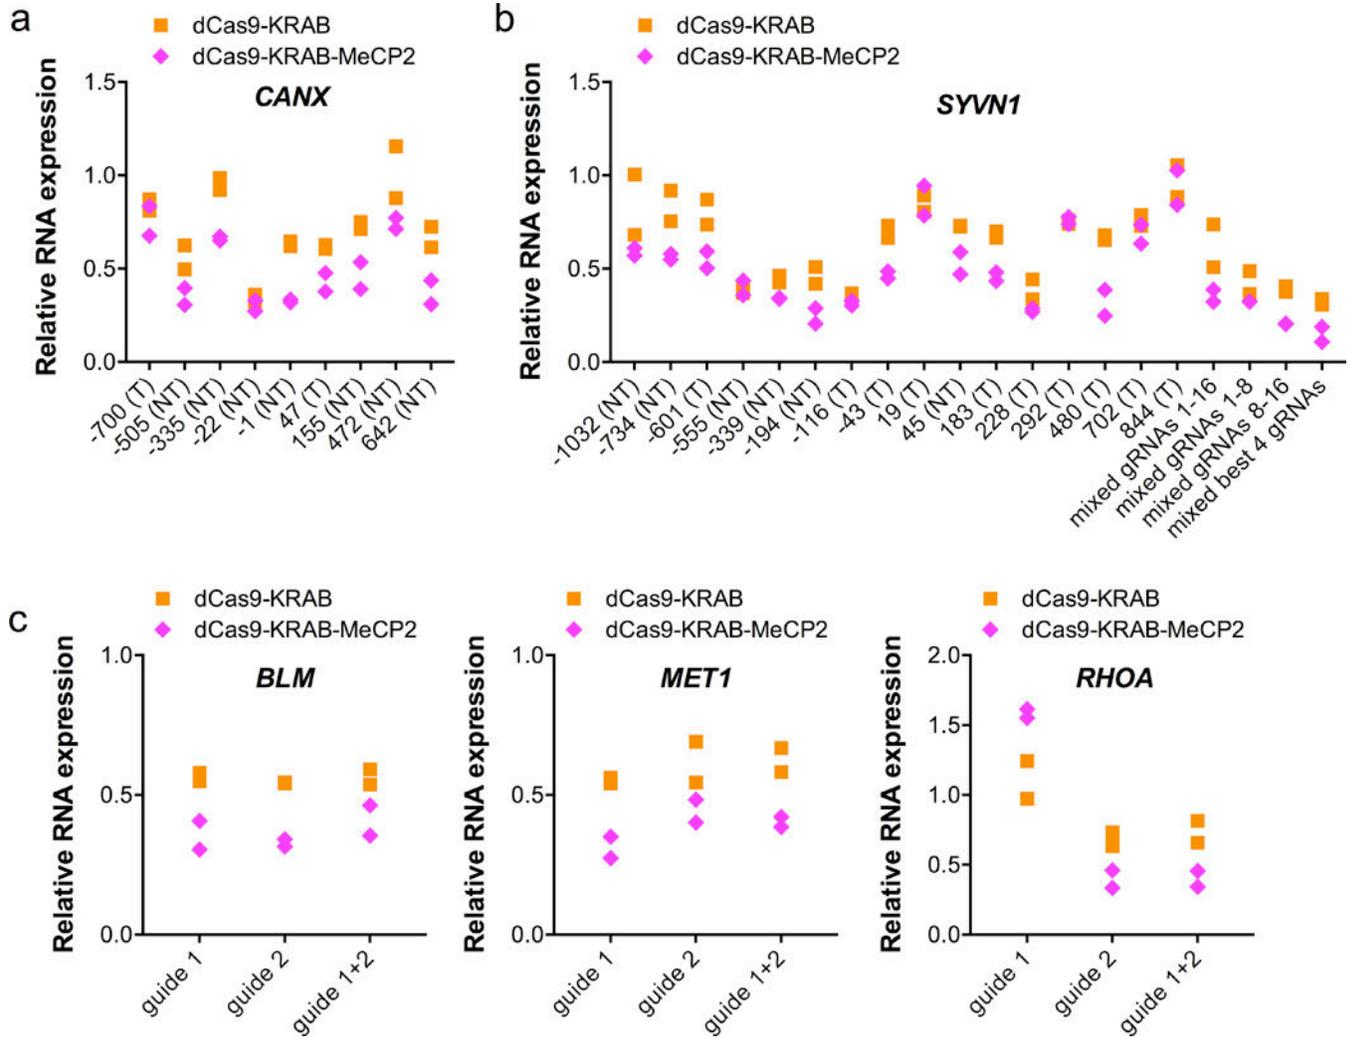 a
dCas9-KRAB
dCas9-KRAB-MeCP2
CANX
Relative RNA expression
1.5
1.0
0.5
0.0
-700 (T)
-505 (NT)
-335 (NT)
-22 (NT)
-1 (NT)
47 (T)
155 (NT)
472 (NT)
642 (NT)
b
dCas9-KRAB
dCas9-KRAB-MeCP2
SYVN1
Relative RNA expression
1.5
1.0
0.5
0.0
-1032 (NT)
-734 (NT)
-601 (T)
-555 (NT)
-339 (NT)
-194 (NT)
-116 (T)
-43 (T)
19 (T)
45 (NT)
183 (T)
228 (T)
292 (T)
480 (T)
702 (T)
844 (T)
mixed gRNAs 1-16
mixed gRNAs 1-8
mixed gRNAs 8-16
mixed best 4 gRNAs
c
dCas9-KRAB
dCas9-KRAB-MeCP2
BLM
Relative RNA expression
1.0
0.5
0.0
guide 1
guide 2
guide 1+2
dCas9-KRAB
dCas9-KRAB-MeCP2
MET1
Relative RNA expression
1.0
0.5
0.0
guide 1
guide 2
guide 1+2
dCas9-KRAB
dCas9-KRAB-MeCP2
RHOA
Relative RNA expression
2.0
1.5
1.0
0.5
0.0
guide 1
guide 2
guide 1+2